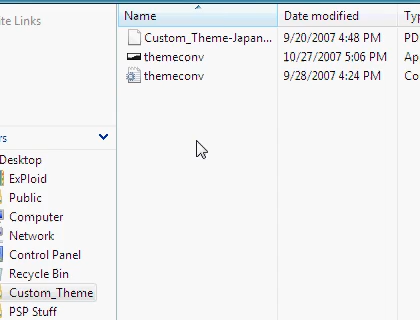 ite Links
Name Date modified Typ
Custom_Theme-Japan... 9/20/2007 4:48 PM PD
themeconv 10/27/2007 5:06 PM Ap
themeconv 9/28/2007 4:24 PM Co
rs
Desktop
ExPloid
Public
Computer
Network
Control Panel
Recycle Bin
Custom_Theme
PSP Stuff